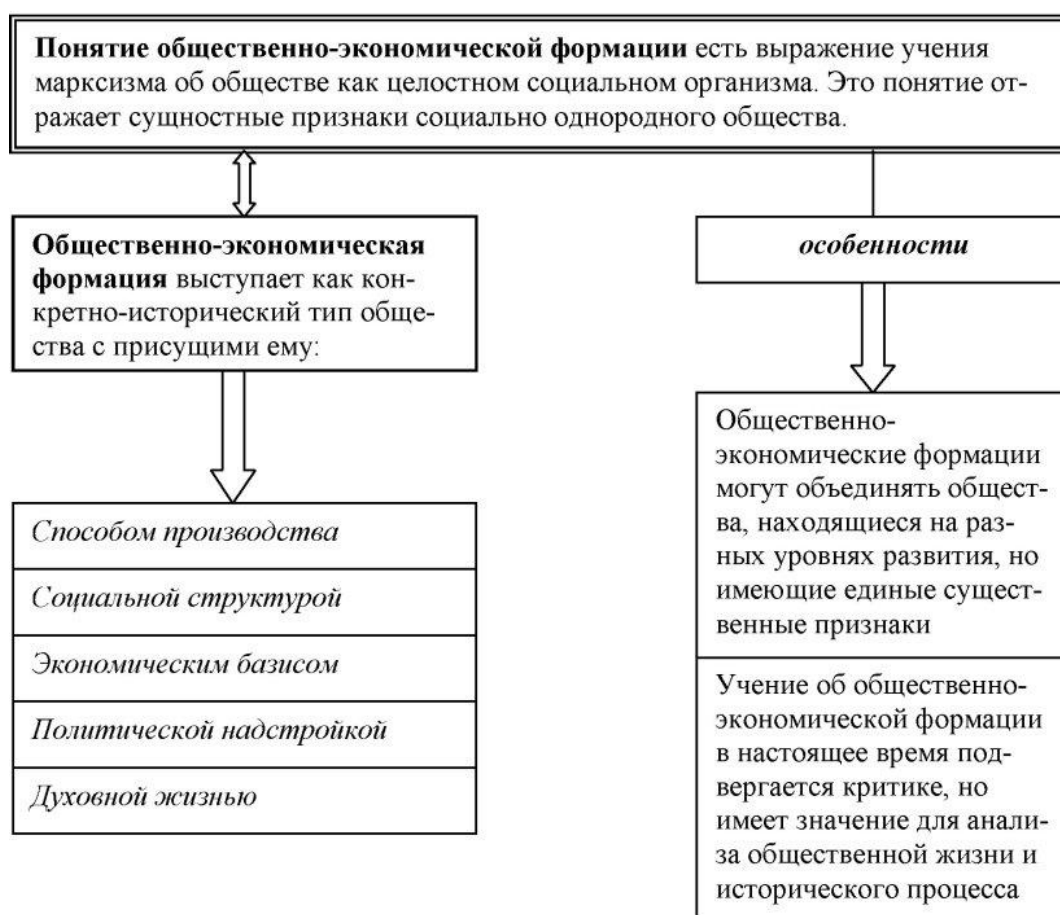 Понятие общественно-экономической формации есть выражение учения
марксизма об обществе как целостном социальном организма. Это понятие от-
ражает сущностные признаки социально однородного общества.
Общественно-экономическая
формация выступает как кон-
кретно-исторический тип обще-
ства с присущими ему:
Способом производства
Социальной структурой
Экономическим базисом
Политической надстройкой
Духовной жизнью
особенности
Общественно-
экономические формации
могут объединять общест-
ва, находящиеся на раз-
ных уровнях развития, но
имеющие единые сущест-
венные признаки
Учение об общественно-
экономической формации
в настоящее время под-
вергается критике, но
имеет значение для анали-
за общественной жизни и
исторического процесса